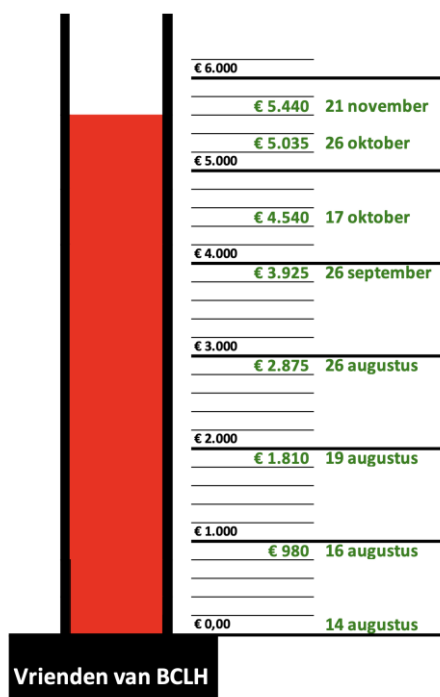 € 6.000
€ 5.440 21 november
€ 5.035 26 oktober
€ 5.000
€ 4.540 17 oktober
€ 4.000
€ 3.925 26 september
€ 3.000
€ 2.875 26 augustus
€ 2.000
€ 1.810 19 augustus
€ 1.000
€ 980 16 augustus
€ 0,00 14 augustus
Vrienden van BCLH